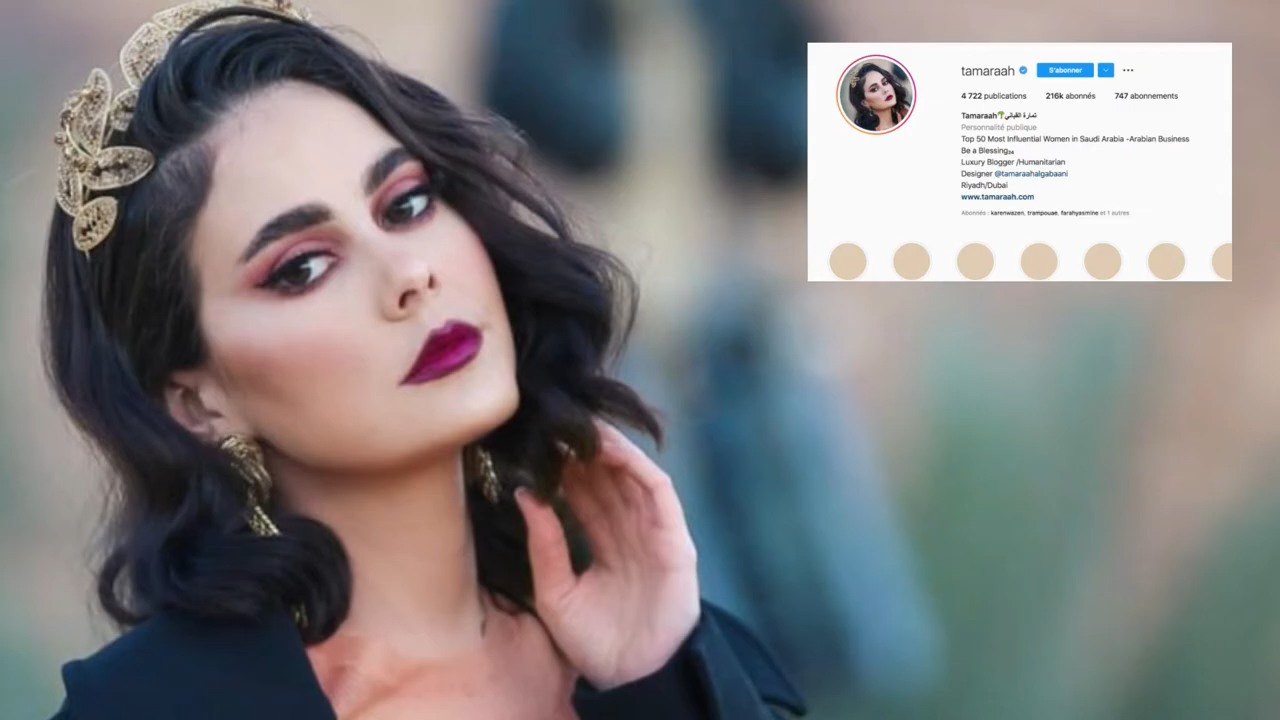 tamaraah S'abonner
4 722 publications 216k abonnés 747 abonnements
Tamaraah🌴تمارة القباني
Personnalité publique
Top 50 Most Influential Women in Saudi Arabia -Arabian Business
Be a Blessing
Luxury Blogger /Humanitarian
Designer @tamaraahalgabaani
Riyadh/Dubai
www.tamaraah.com
Abonnés : karenwazen, trampouae, farahyasmine et 1 autres